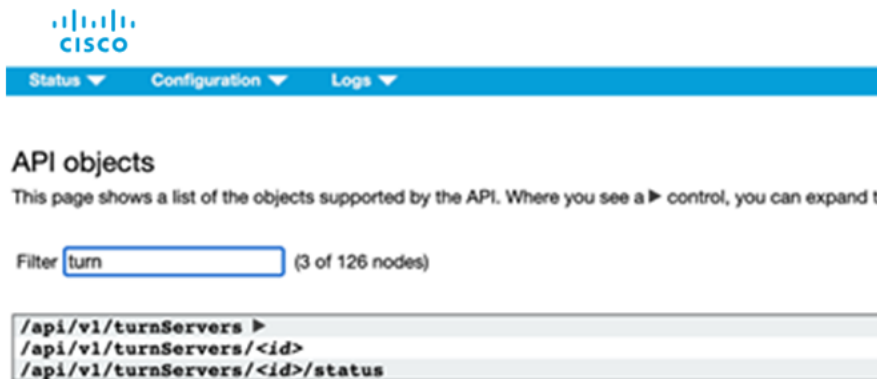 CISCO
Status Configuration Logs
API objects
This page shows a list of the objects supported by the API. Where you see a ▶ control, you can expand t
Filter turn (3 of 126 nodes)
/api/v1/turnServers ▶
/api/v1/turnServers/<id>
/api/v1/turnServers/<id>/status